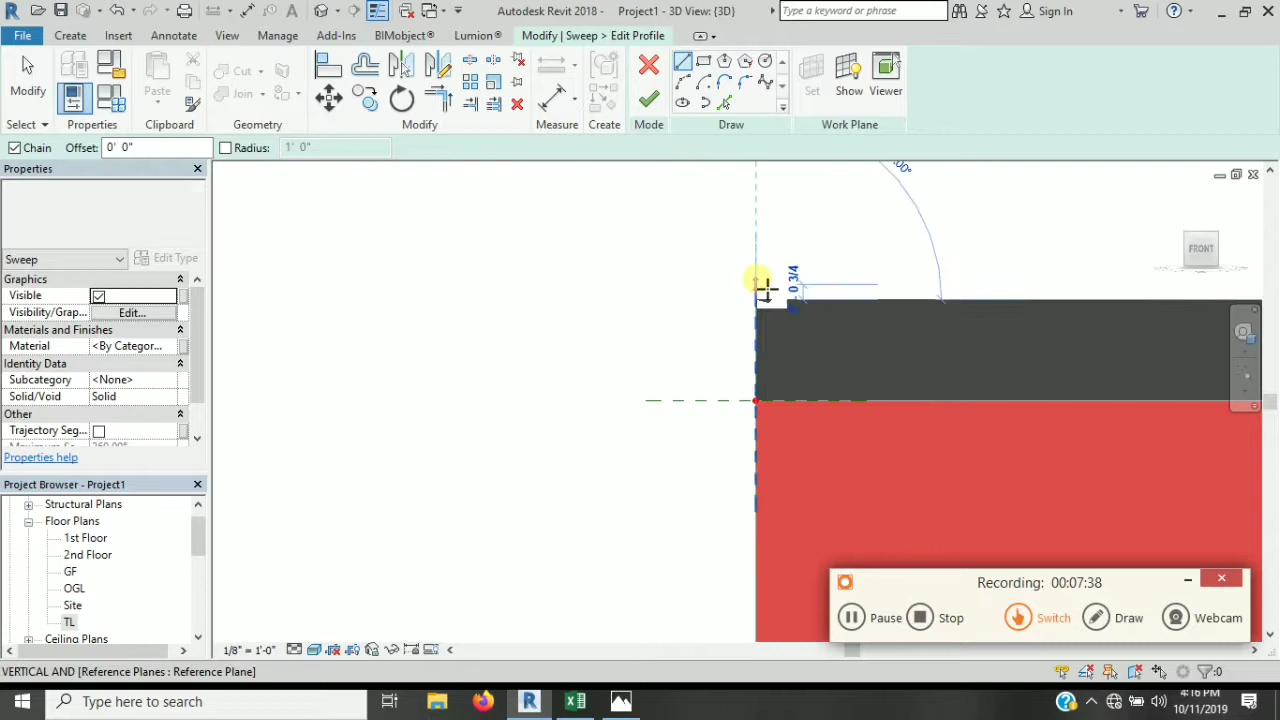 Autodesk Revit 2018 - Project1 - 3D View: {3D}
Type a keyword or phrase
Sign In
File
Create
Insert
Annotate
View
Manage
Add-Ins
BIMobject®
Lumion®
Modify | Sweep > Edit Profile
Modify
Paste
Cut
Join
Set
Show
Viewer
Select
Properties
Clipboard
Geometry
Modify
Measure
Create
Mode
Draw
Work Plane
Chain
Offset:
0' 0"
Radius:
1' 0"
Properties
Sweep
Edit Type
Graphics
Visible
Visibility/Grap...
Edit...
Materials and Finishes
Material
<By Categor...
Identity Data
Subcategory
<None>
Solid/Void
Solid
Other
Trajectory Seg...
Properties help
Project Browser - Project1
Structural Plans
Floor Plans
1st Floor
2nd Floor
GF
OGL
Site
TL
Ceiling Plans
FRONT
0 3/4
.00°
Recording: 00:07:38
Pause
Stop
Switch
Draw
Webcam
1/8" = 1'-0"
VERTICAL AND [Reference Planes : Reference Plane]
:0
Type here to search
4:16 PM
10/11/2019